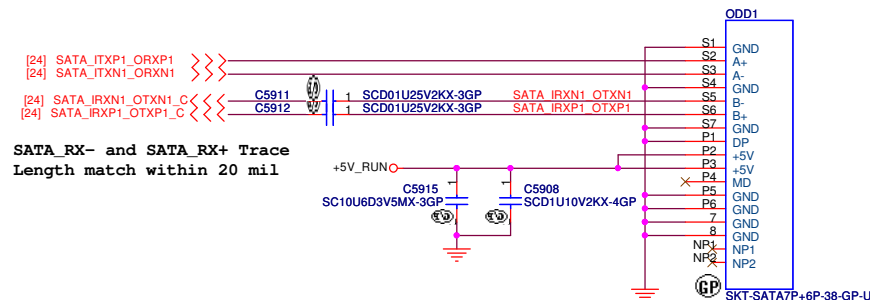 ODD1
[24] SATA_ITXP1_ORXP1
[24] SATA_ITXN1_ORXN1
[24] SATA_IRXN1_OTXN1_C
[24] SATA_IRXP1_OTXP1_C
C5911 1 SCD01U25V2KX-3GP SATA_IRXN1_OTXN1
C5912 1 SCD01U25V2KX-3GP SATA_IRXP1_OTXP1
SATA_RX- and SATA_RX+ Trace
Length match within 20 mil
+5V_RUN
C5915 1
SC10U6D3V5MX-3GP
C5908 1
SCD1U10V2KX-4GP
S1 GND
S2 A+
S3 A-
S4 GND
S5 B-
S6 B+
S7 GND
P1 DP
P2 +5V
P3 +5V
P4 MD
P5 GND
P6 GND
7 GND
8 GND
NP1 NP1
NP2 NP2
GP
SKT-SATA7P+6P-38-GP-U